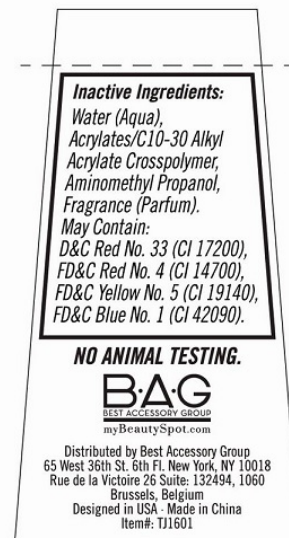 Inactive Ingredients:
Water (Aqua),
Acrylates/C10-30 Alkyl
Acrylate Crosspolymer,
Aminomethyl Propanol,
Fragrance (Parfum).
May Contain:
D&C Red No. 33 (CI 17200),
FD&C Red No. 4 (CI 14700),
FD&C Yellow No. 5 (CI 19140),
FD&C Blue No. 1 (CI 42090).
NO ANIMAL TESTING.
B·A·G
BEST ACCESSORY GROUP
myBeautySpot.com
Distributed by Best Accessory Group
65 West 36th St. 6th Fl. New York, NY 10018
Rue de la Victoire 26 Suite: 132494, 1060
Brussels, Belgium
Designed in USA · Made in China
Item#: TJ1601